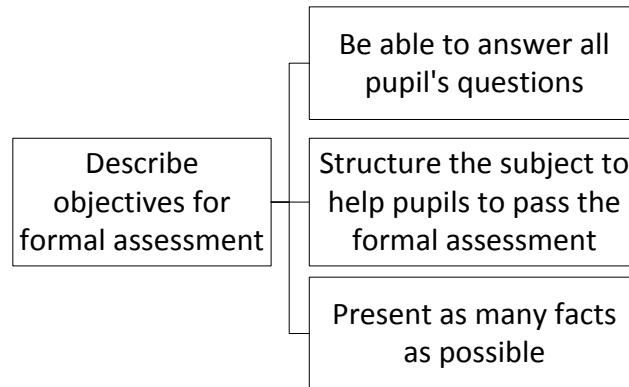 Be able to answer all
pupil's questions
Describe
objectives for
formal assessment
Structure the subject to
help pupils to pass the
formal assessment
Present as many facts
as possible